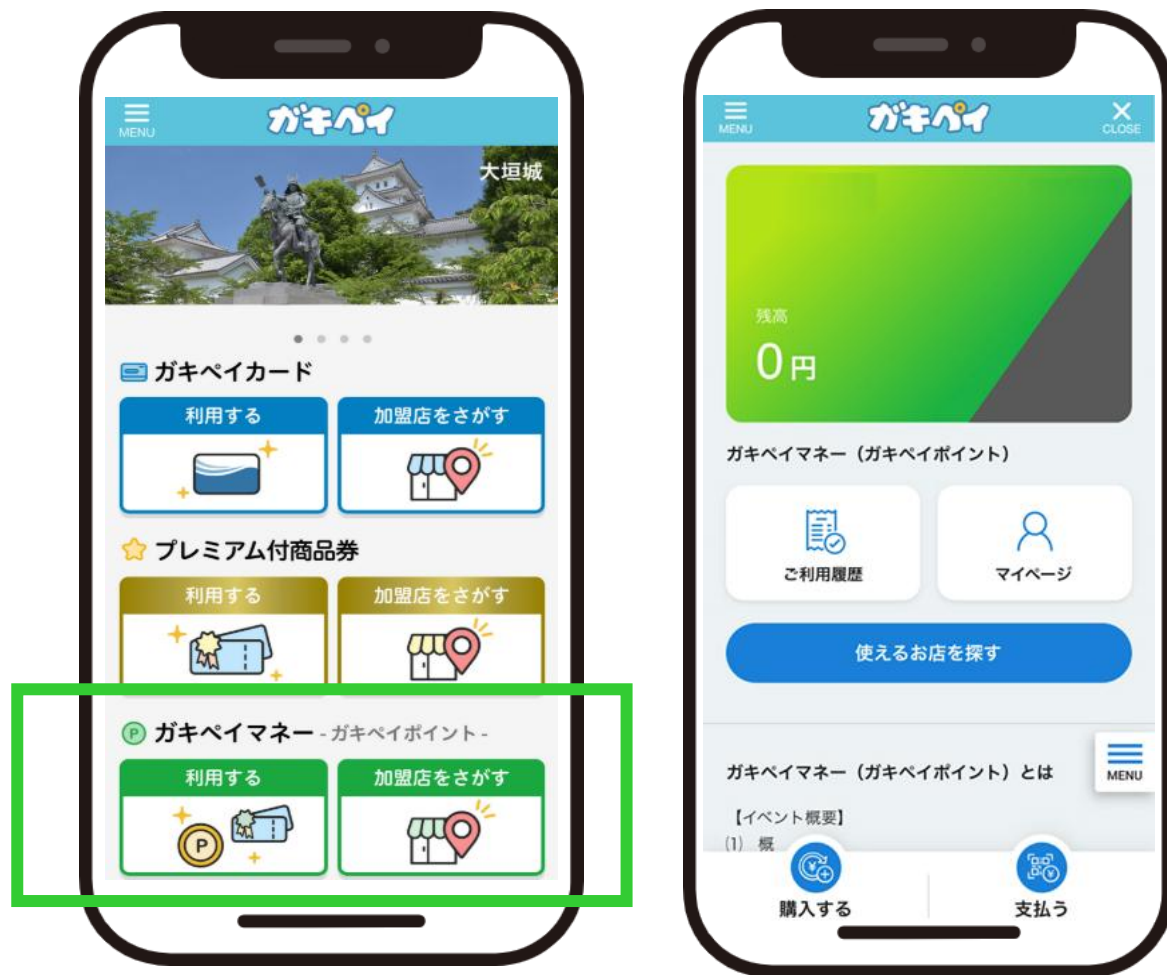 MENU
ガキペイ
大垣城
ガキペイカード
利用する
加盟店をさがす
プレミアム付商品券
利用する
加盟店をさがす
P ガキペイマネー - ガキペイポイント -
利用する
加盟店をさがす
P
MENU
ガキペイ
CLOSE
残高
0円
ガキペイマネー（ガキペイポイント）
ご利用履歴
マイページ
使えるお店を探す
ガキペイマネー（ガキペイポイント）とは
MENU
【イベント概要】
(1) 概
購入する
支払う